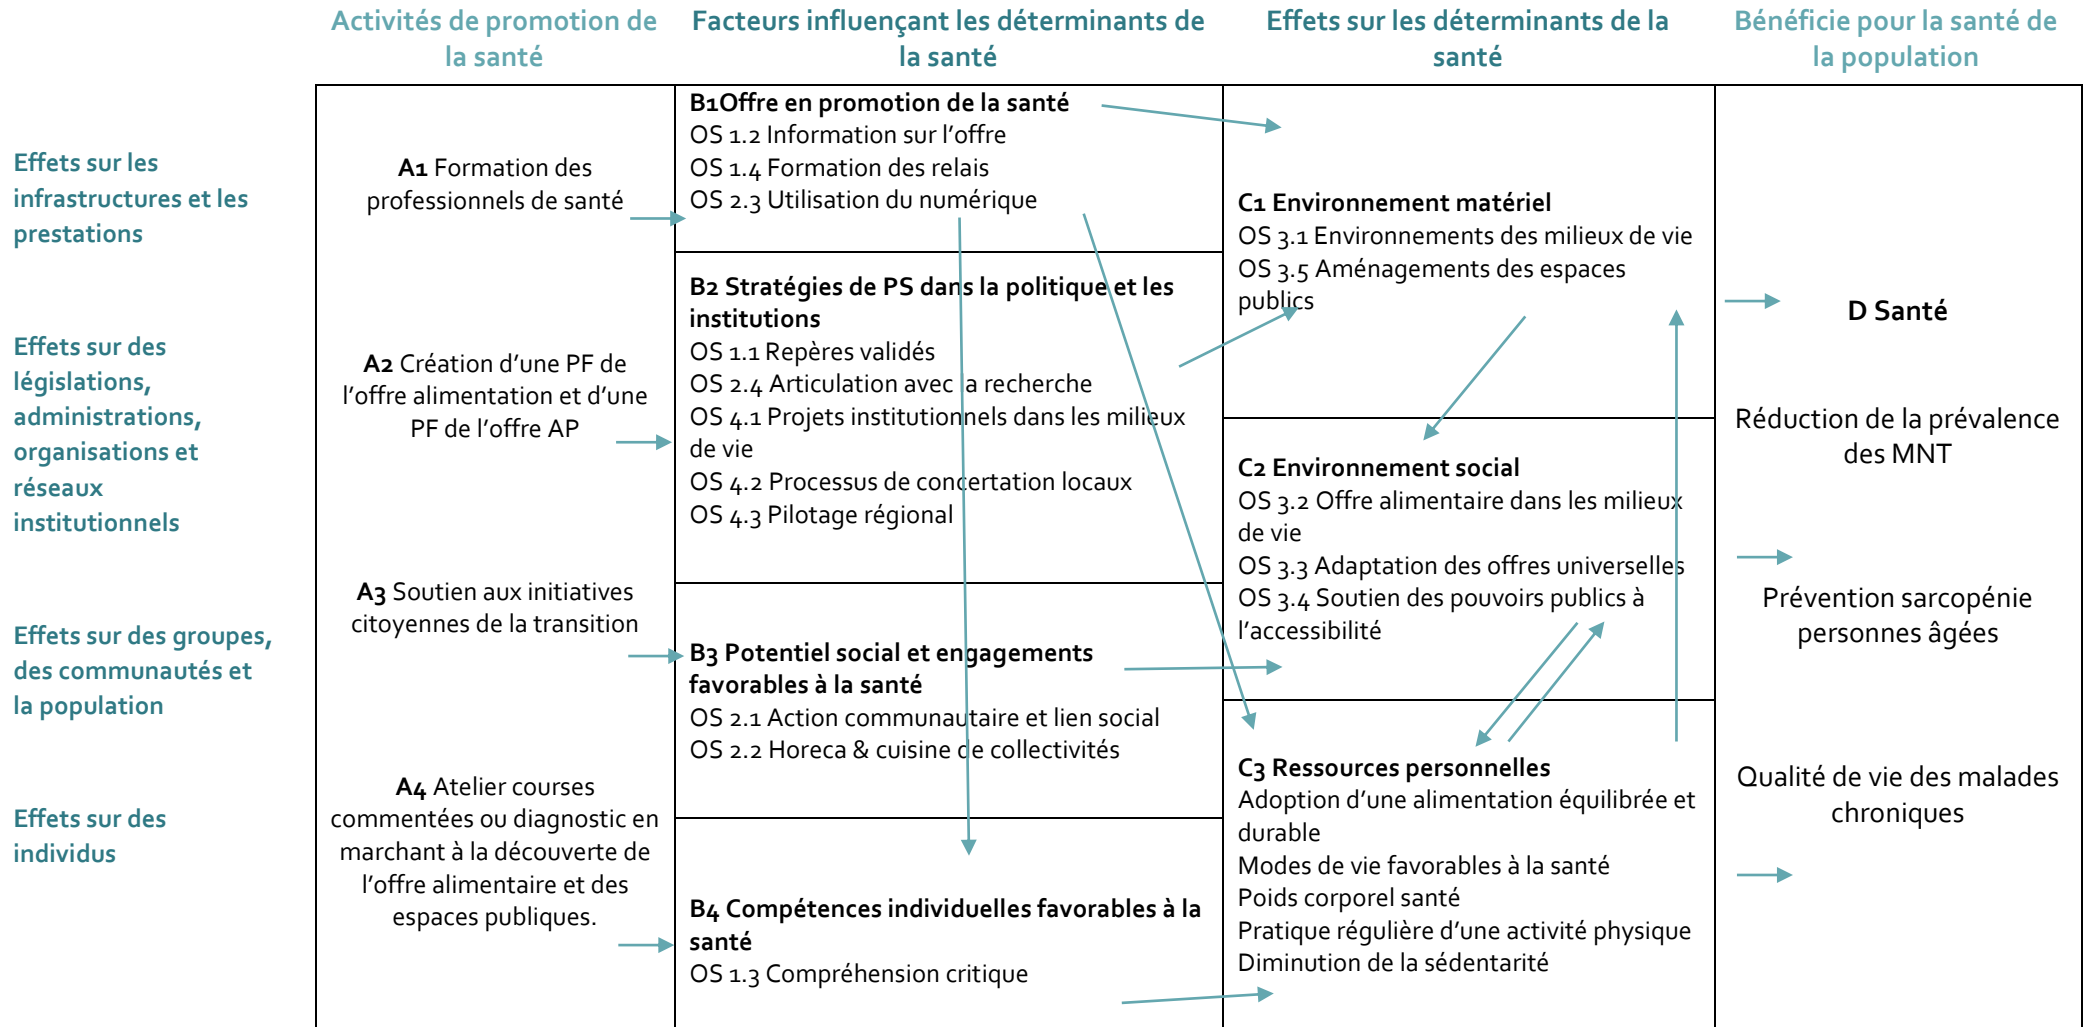 Activités de promotion de
la santé
Facteurs influençant les déterminants de
la santé
Effets sur les déterminants de la
santé
Bénéficie pour la santé de
la population
Effets sur les
infrastructures et les
prestations
Effets sur des
législations,
administrations,
organisations et
réseaux
institutionnels
Effets sur des groupes,
des communautés et
la population
Effets sur des
individus
A1 Formation des
professionnels de santé
A2 Création d'une PF de
l'offre alimentation et d'une
PF de l'offre AP
A3 Soutien aux initiatives
citoyennes de la transition
A4 Atelier courses
commentées ou diagnostic en
marchant à la découverte de
l'offre alimentaire et des
espaces publiques.
B1Offre en promotion de la santé
OS 1.2 Information sur l'offre
OS 1.4 Formation des relais
OS 2.3 Utilisation du numérique
B2 Stratégies de PS dans la politique et les
institutions
OS 1.1 Repères validés
OS 2.4 Articulation avec la recherche
OS 4.1 Projets institutionnels dans les milieux
de vie
OS 4.2 Processus de concertation locaux
OS 4.3 Pilotage régional
B3 Potentiel social et engagements
favorables à la santé
OS 2.1 Action communautaire et lien social
OS 2.2 Horeca & cuisine de collectivités
B4 Compétences individuelles favorables à la
santé
OS 1.3 Compréhension critique
C1 Environnement matériel
OS 3.1 Environnements des milieux de vie
OS 3.5 Aménagements des espaces
publics
C2 Environnement social
OS 3.2 Offre alimentaire dans les milieux
de vie
OS 3.3 Adaptation des offres universelles
OS 3.4 Soutien des pouvoirs publics à
l'accessibilité
C3 Ressources personnelles
Adoption d'une alimentation équilibrée et
durable
Modes de vie favorables à la santé
Poids corporel santé
Pratique régulière d'une activité physique
Diminution de la sédentarité
D Santé
Réduction de la prévalence
des MNT
Prévention sarcopénie
personnes âgées
Qualité de vie des malades
chroniques